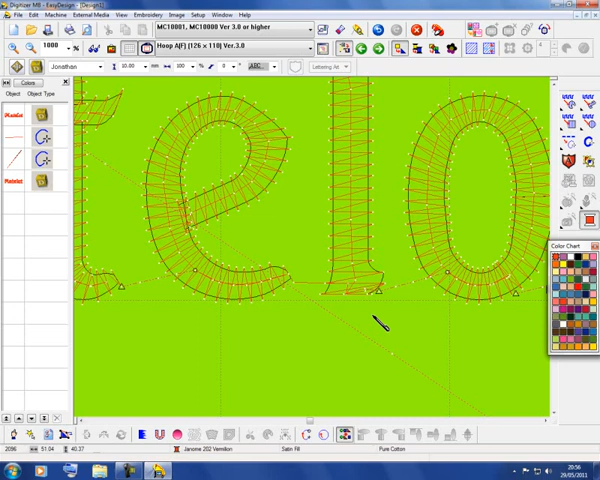 Digitizer MB - EasyDesign - [Design1]
File Machine External Media View Embroidery Image Setup Window Help
MC10001, MC10000 Ver 3.0 or higher
1000 % Hoop A(F) (126 x 110) Ver.3.0
Jonathan 10.00 mm 100 % 0 ABC Lettering Art
Colors
Object Object Type
elo
Color Chart
2096 51.04 40.37 Janome 202 Vermilion Satin Fill Pure Cotton
20:56
29/05/2011